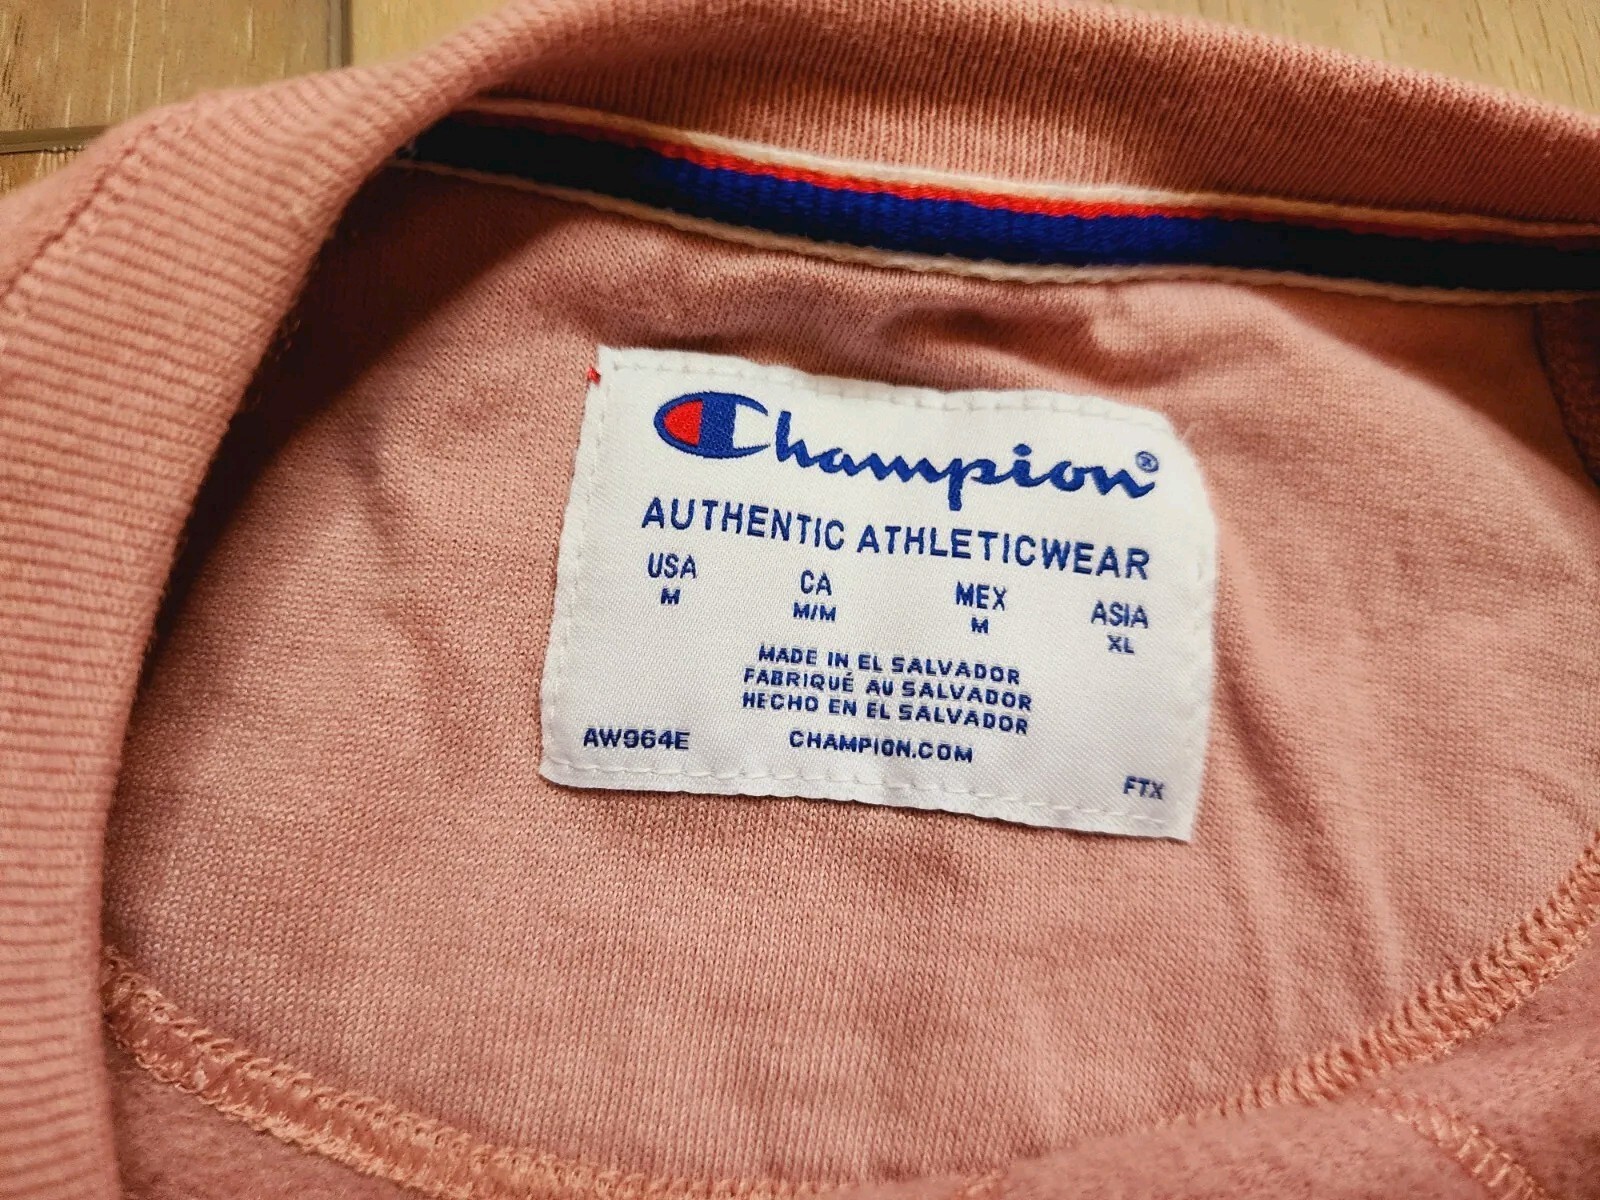 Champion®
AUTHENTIC ATHLETICWEAR
USA CA MEX ASIA
M M/M M XL
MADE IN EL SALVADOR
FABRIQUÉ AU SALVADOR
HECHO EN EL SALVADOR
AW964E CHAMPION.COM FTX